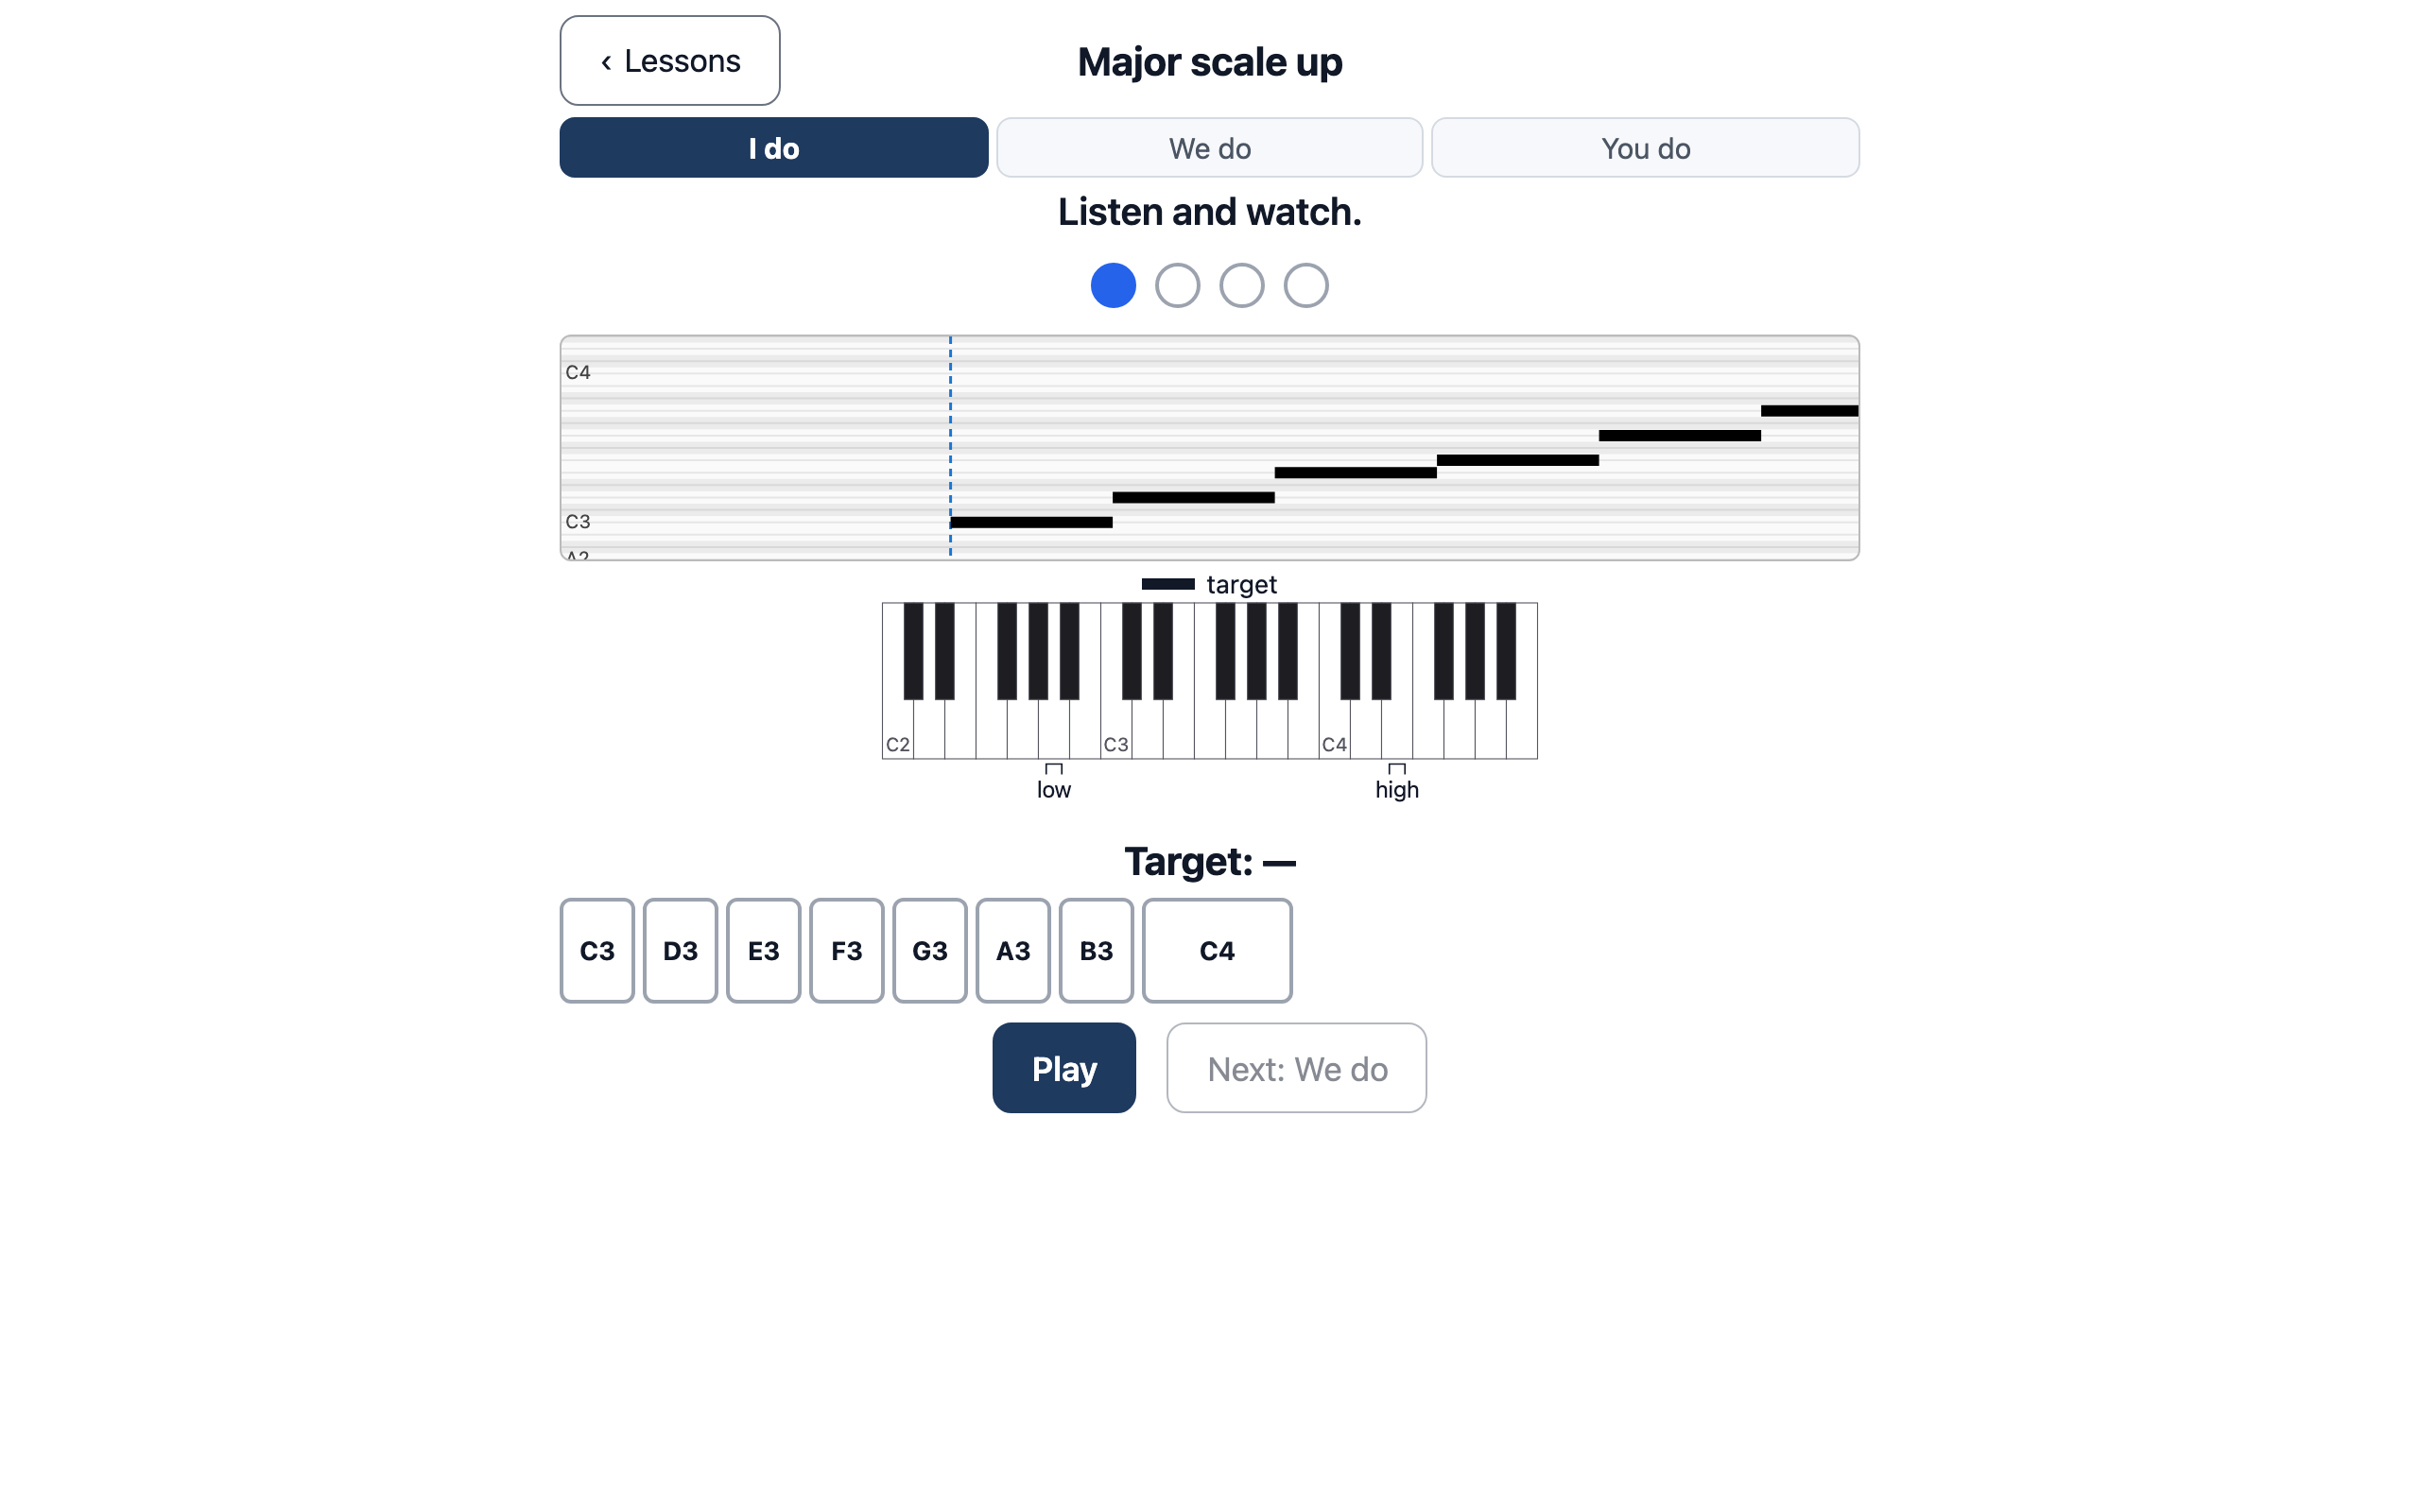 ‹ Lessons
Major scale up
I do
We do
You do
Listen and watch.
C4
C3
A2
target
C2
C3
C4
low
high
Target: —
C3
D3
E3
F3
G3
A3
B3
C4
Play
Next: We do